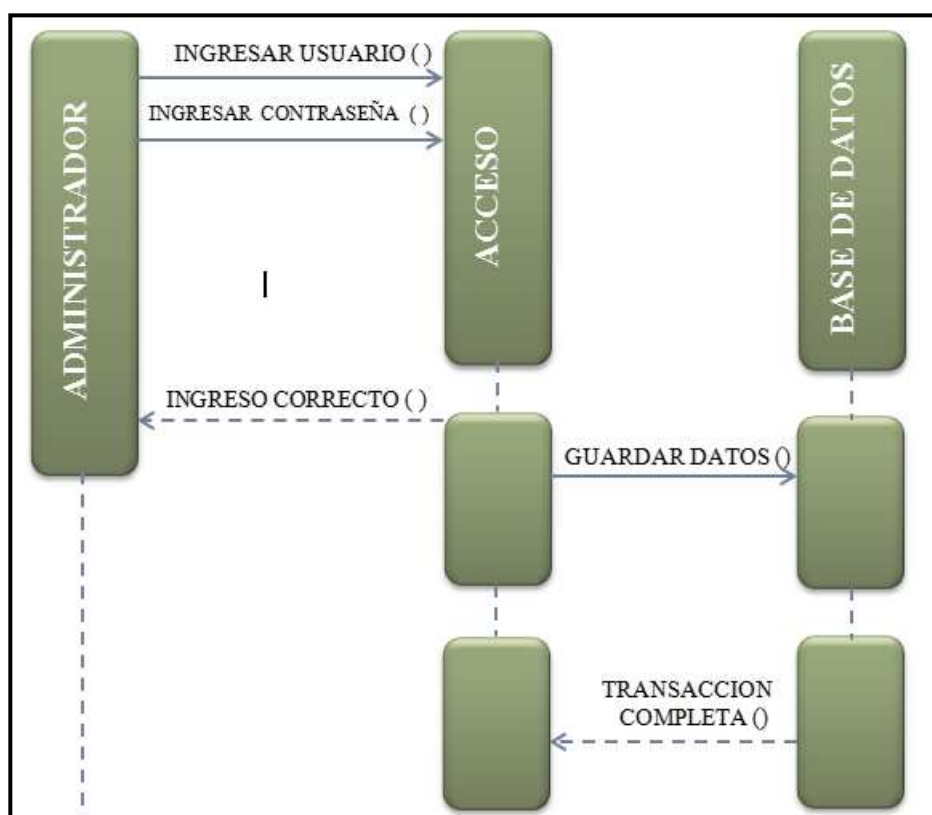 ADMINISTRADOR
INGRESAR USUARIO ( )
INGRESAR CONTRASEÑA ( )
ACCESO
BASE DE DATOS
INGRESO CORRECTO ( )
GUARDAR DATOS ()
TRANSACCION
COMPLETA ()